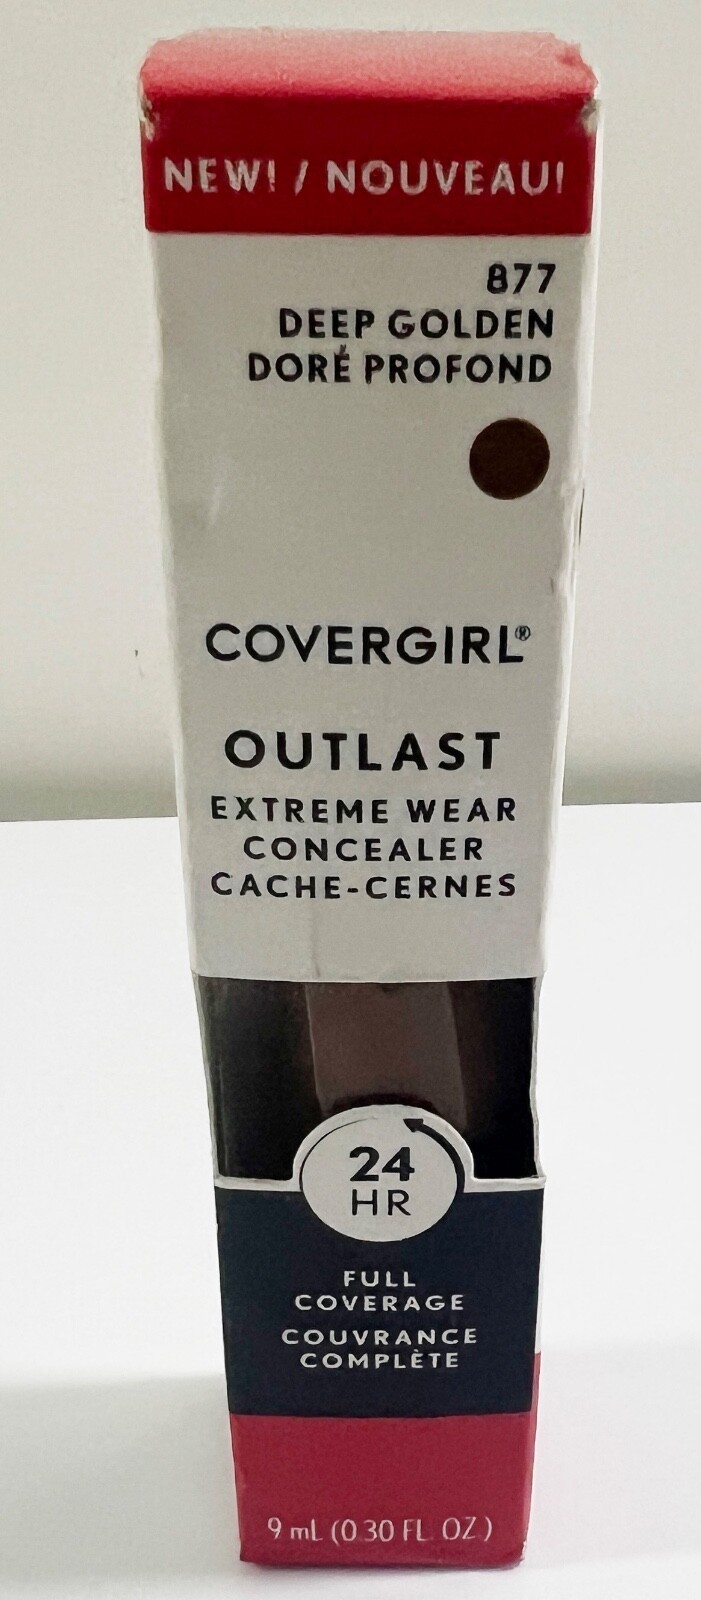 NEW! / NOUVEAU!
877
DEEP GOLDEN
DORÉ PROFOND
COVERGIRL®
OUTLAST
EXTREME WEAR
CONCEALER
CACHE-CERNES
24
HR
FULL
COVERAGE
COUVRANCE
COMPLÈTE
9 mL (0.30 FL. OZ.)